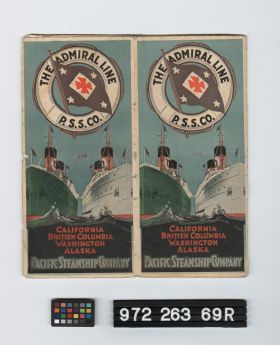 THE ADMIRAL LINE
P.S.S.CO.
CALIFORNIA
BRITISH COLUMBIA
WASHINGTON
ALASKA
PACIFIC STEAMSHIP COMPANY
THE ADMIRAL LINE
P.S.S.CO.
CALIFORNIA
BRITISH COLUMBIA
WASHINGTON
ALASKA
PACIFIC STEAMSHIP COMPANY
972 263 69R